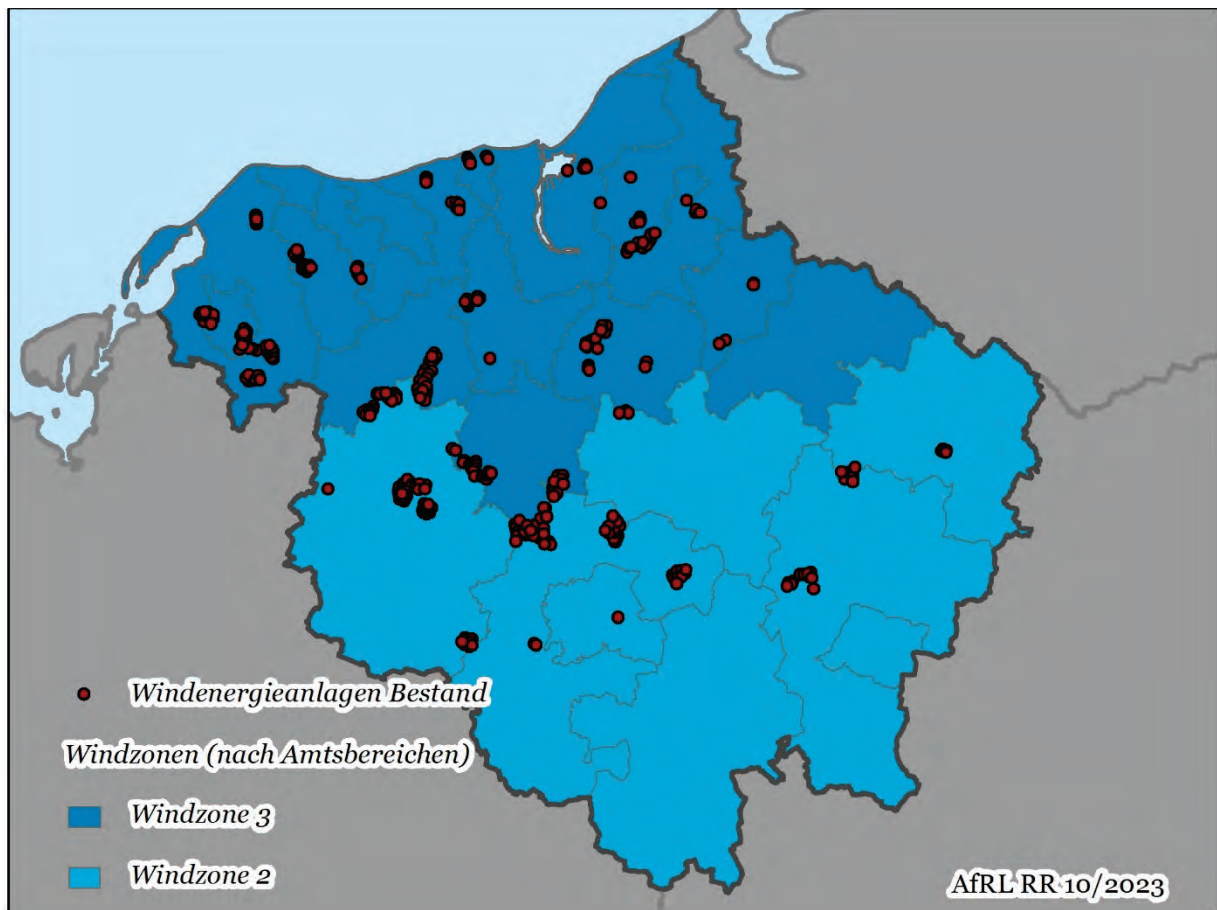 Windenergieanlagen Bestand
Windzonen (nach Amtsbereichen)
Windzone 3
Windzone 2
AfRL RR 10/2023